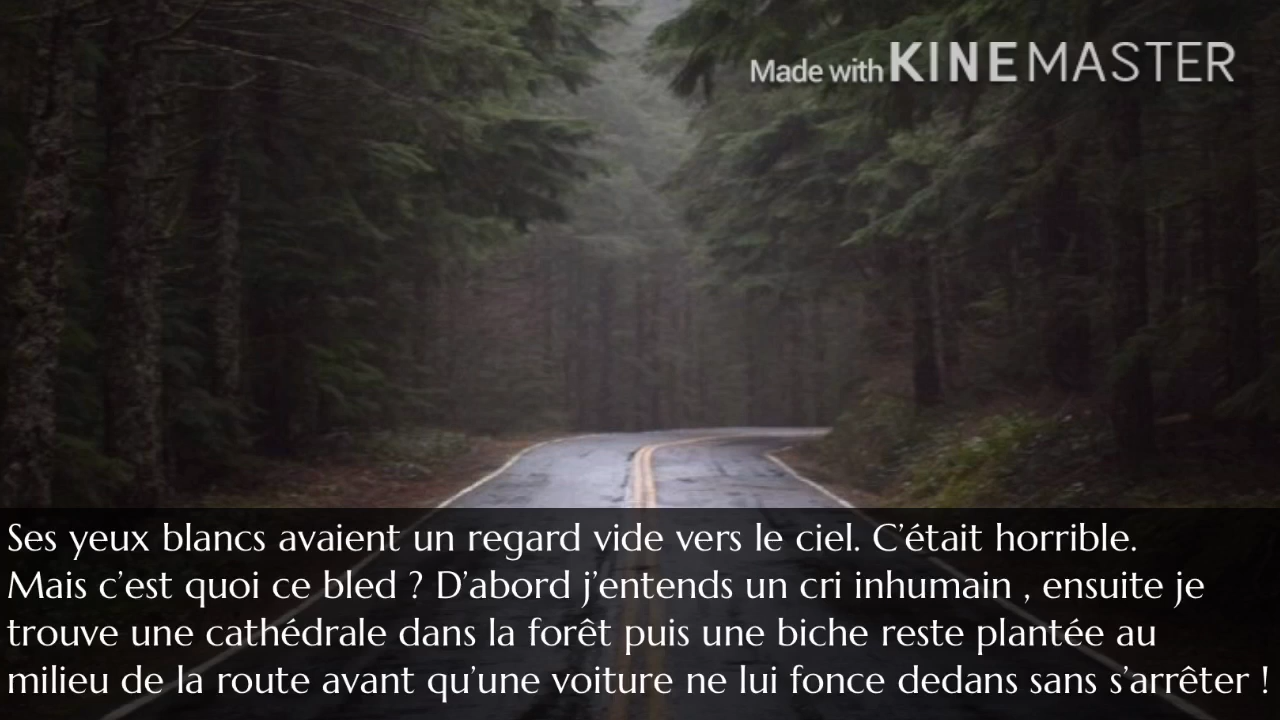 Made with KINEMASTER
Ses yeux blancs avaient un regard vide vers le ciel. C’était horrible.
Mais c’est quoi ce bled ? D’abord j’entends un cri inhumain , ensuite je
trouve une cathédrale dans la forêt puis une biche reste plantée au
milieu de la route avant qu’une voiture ne lui fonce dedans sans s’arrêter !